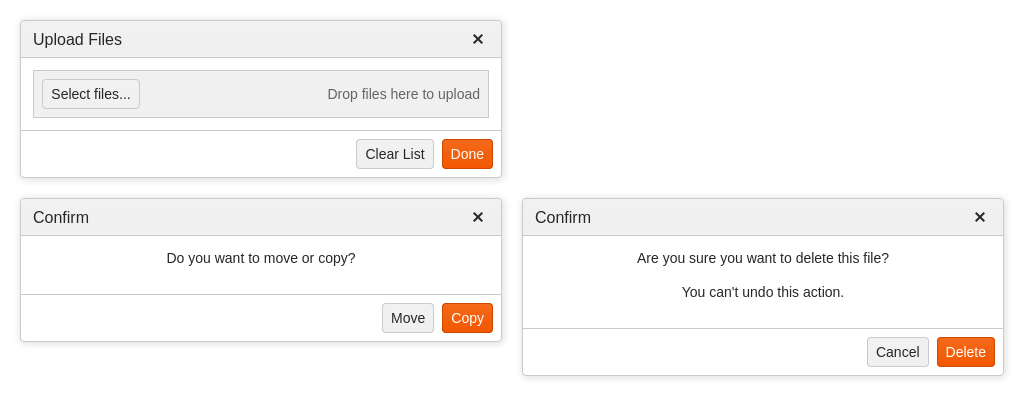 Upload Files ✕
Select files... Drop files here to upload
Clear List Done
Confirm ✕
Do you want to move or copy?
Move Copy
Confirm ✕
Are you sure you want to delete this file?
You can't undo this action.
Cancel Delete